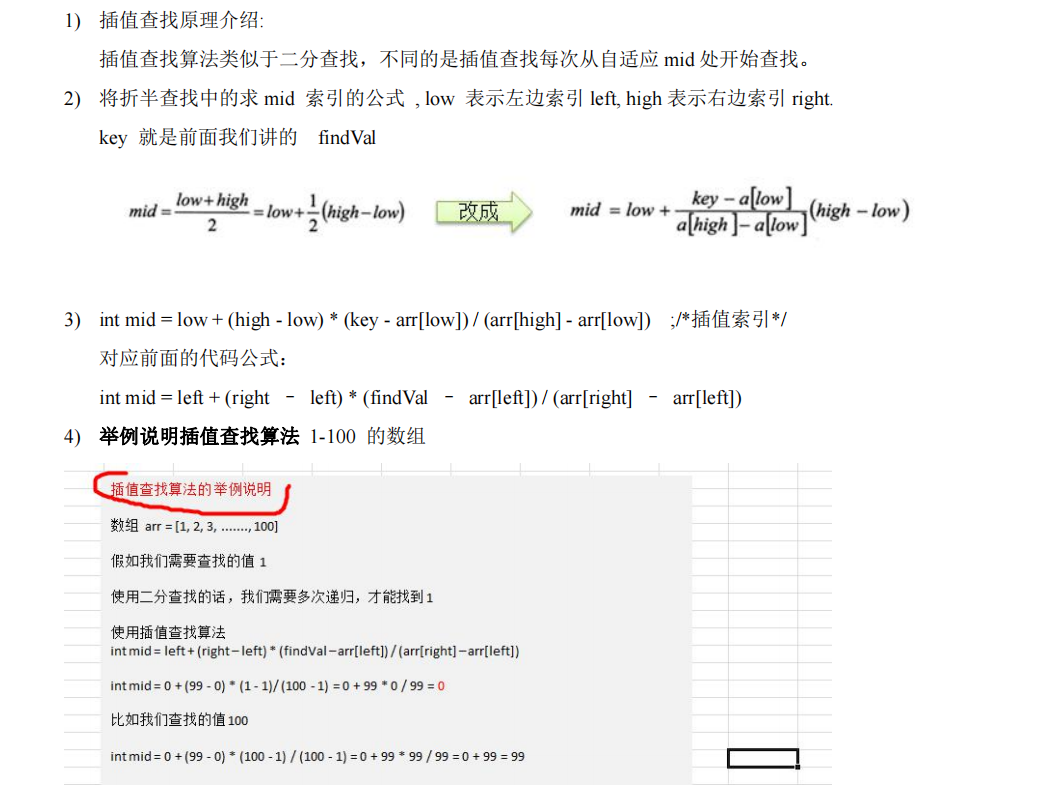 1) 插值查找原理介绍:
插值查找算法类似于二分查找，不同的是插值查找每次从自适应 mid 处开始查找。
2) 将折半查找中的求 mid 索引的公式 , low 表示左边索引 left, high 表示右边索引 right.
key 就是前面我们讲的 findVal
mid = low+high/2 = low+1/2(high-low) 改成 mid = low + key - a[low]/a[high]-a[low](high - low)
3) int mid = low + (high - low) * (key - arr[low]) / (arr[high] - arr[low]) ;/*插值索引*/
对应前面的代码公式：
int mid = left + (right – left) * (findVal – arr[left]) / (arr[right] – arr[left])
4) 举例说明插值查找算法 1-100 的数组
插值查找算法的举例说明
数组 arr = [1, 2, 3, ......., 100]
假如我们需要查找的值 1
使用二分查找的话，我们需要多次递归，才能找到 1
使用插值查找算法
int mid = left + (right – left) * (findVal – arr[left]) / (arr[right] – arr[left])
int mid = 0 + (99 - 0) * (1 - 1)/ (100 - 1) = 0 + 99 * 0 / 99 = 0
比如我们查找的值 100
int mid = 0 + (99 - 0) * (100 - 1) / (100 - 1) = 0 + 99 * 99 / 99 = 0 + 99 = 99